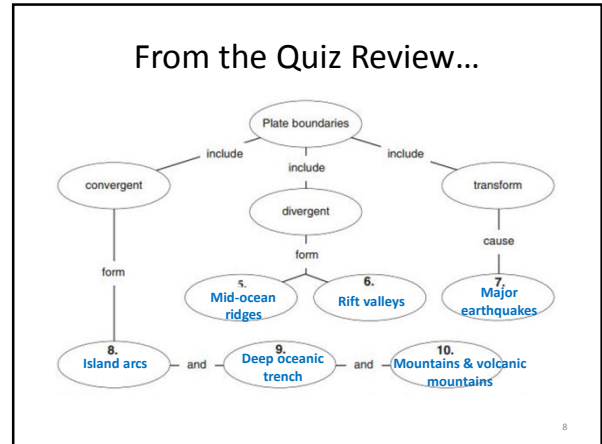 From the Quiz Review…
Plate boundaries
include
include
include
convergent
divergent
transform
form
form
cause
5.
Mid-ocean
ridges
6.
Rift valleys
7.
Major
earthquakes
8.
Island arcs
and
9.
Deep oceanic
trench
and
10.
Mountains & volcanic
mountains
8